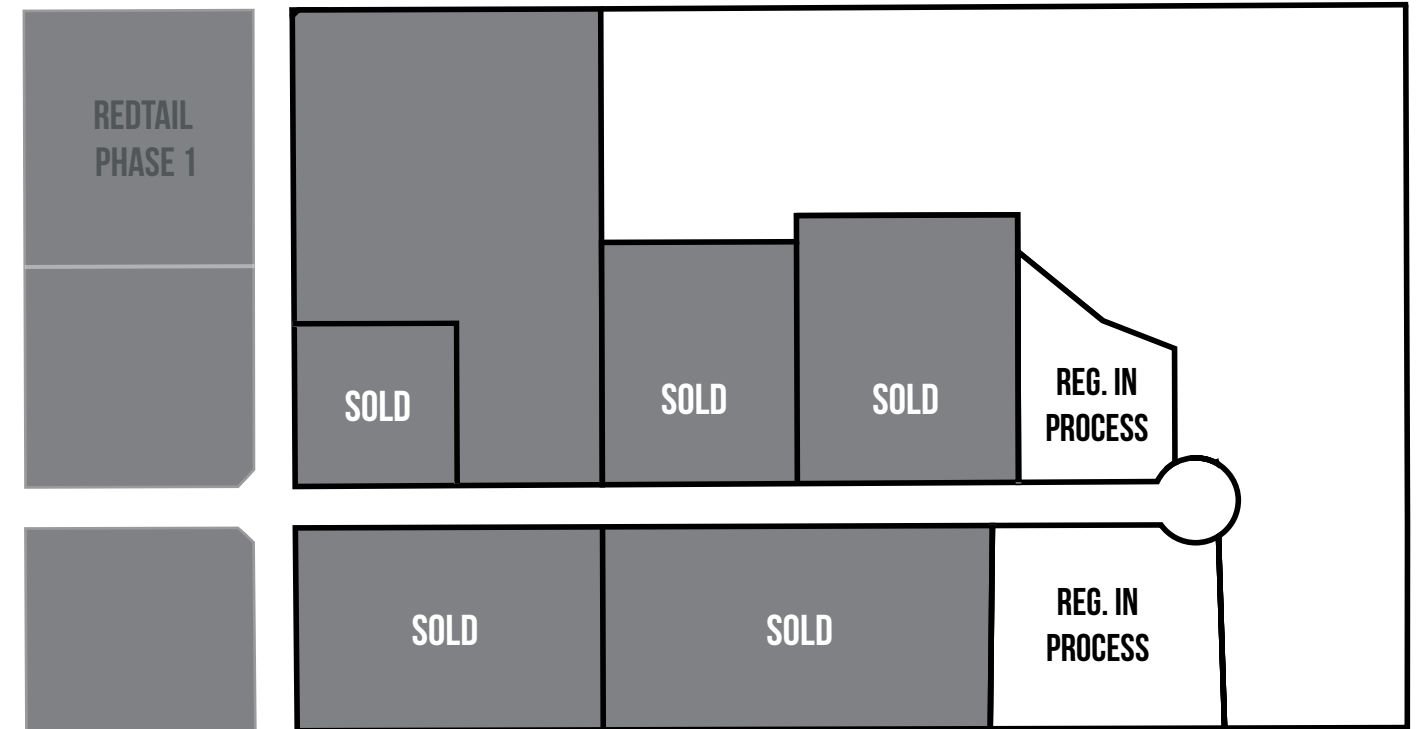 REDTAIL
PHASE 1
SOLD
SOLD
SOLD
REG. IN
PROCESS
SOLD
SOLD
REG. IN
PROCESS